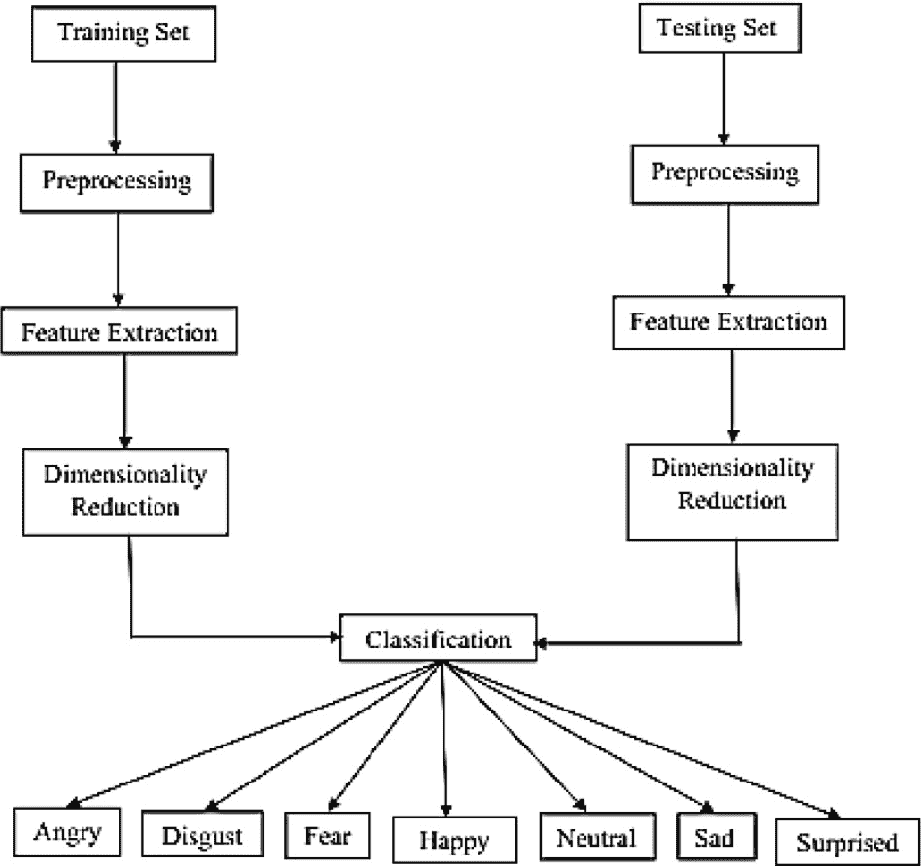 Training Set
Testing Set
Preprocessing
Preprocessing
Feature Extraction
Feature Extraction
Dimensionality
Reduction
Dimensionality
Reduction
Classification
Angry
Disgust
Fear
Happy
Neutral
Sad
Surprised